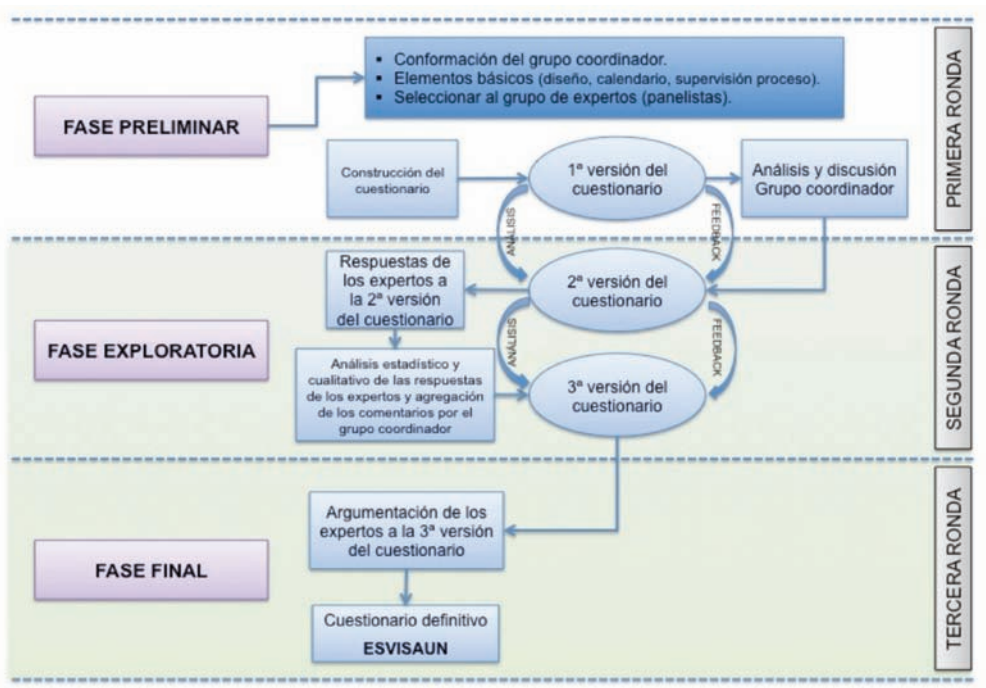 ▪ Conformación del grupo coordinador.
▪ Elementos básicos (diseño, calendario, supervisión proceso).
▪ Seleccionar al grupo de expertos (panelistas).
FASE PRELIMINAR
Construcción del
cuestionario
1ª versión del
cuestionario
Análisis y discusión
Grupo coordinador
PRIMERA RONDA
ANÁLISIS
FEEDBACK
Respuestas de
los expertos a
la 2ª versión
del cuestionario
2ª versión del
cuestionario
FASE EXPLORATORIA
ANÁLISIS
FEEDBACK
Análisis estadístico y
cualitativo de las respuestas
de los expertos y agregación
de los comentarios por el
grupo coordinador
3ª versión del
cuestionario
SEGUNDA RONDA
Argumentación de los
expertos a la 3ª versión
del cuestionario
FASE FINAL
Cuestionario definitivo
ESVISAUN
TERCERA RONDA